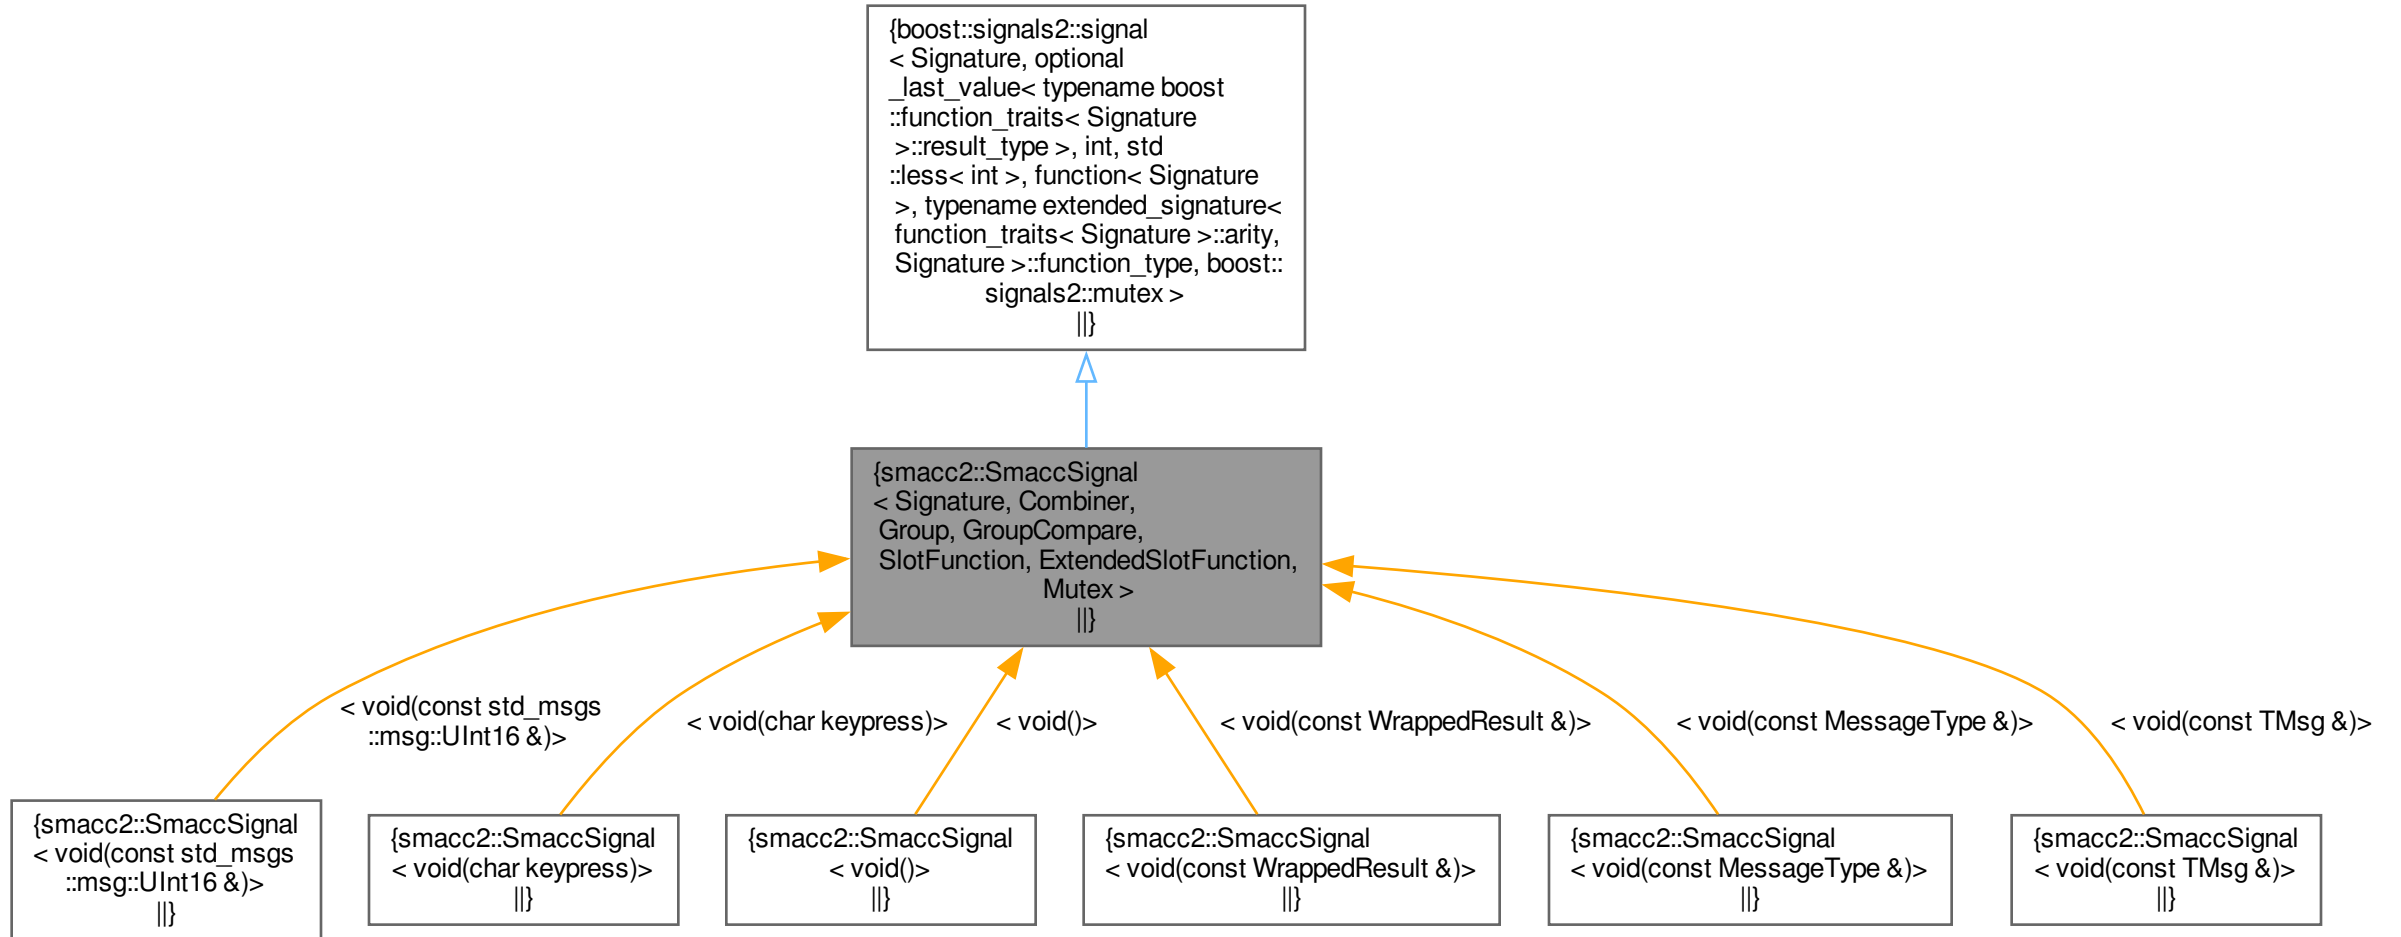 {boost::signals2::signal
< Signature, optional
_last_value< typename boost
::function_traits< Signature
>::result_type >, int, std
::less< int >, function< Signature
>, typename extended_signature<
function_traits< Signature >::arity,
Signature >::function_type, boost::
signals2::mutex >
||}
{smacc2::SmaccSignal
< Signature, Combiner,
Group, GroupCompare,
SlotFunction, ExtendedSlotFunction,
Mutex >
||}
< void(const std_msgs
::msg::UInt16 &)>
< void(char keypress)>
< void()>
< void(const WrappedResult &)>
< void(const MessageType &)>
< void(const TMsg &)>
{smacc2::SmaccSignal
< void(const std_msgs
::msg::UInt16 &)>
||}
{smacc2::SmaccSignal
< void(char keypress)>
||}
{smacc2::SmaccSignal
< void()>
||}
{smacc2::SmaccSignal
< void(const WrappedResult &)>
||}
{smacc2::SmaccSignal
< void(const MessageType &)>
||}
{smacc2::SmaccSignal
< void(const TMsg &)>
||}